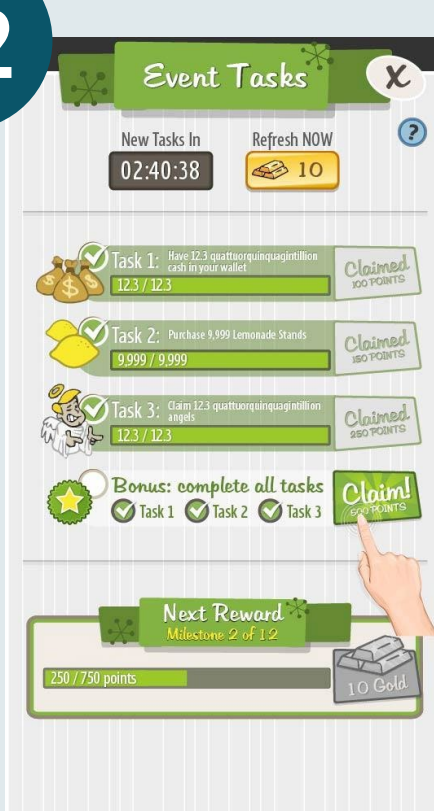 2
Event Tasks
X
New Tasks In
Refresh NOW
?
02:40:38
10
Task 1: Have 12.3 quattuorquinquagintillion
cash in your wallet
12.3 / 12.3
Claimed
100 POINTS
Task 2: Purchase 9,999 Lemonade Stands
9,999 / 9,999
Claimed
150 POINTS
Task 3: Claim 12.3 quattuorquinquagintillion
angels
12.3 / 12.3
Claimed
250 POINTS
Bonus: complete all tasks
Task 1 Task 2 Task 3
Claim!
500 POINTS
Next Reward
Milestone 2 of 12
250 / 750 points
10 Gold